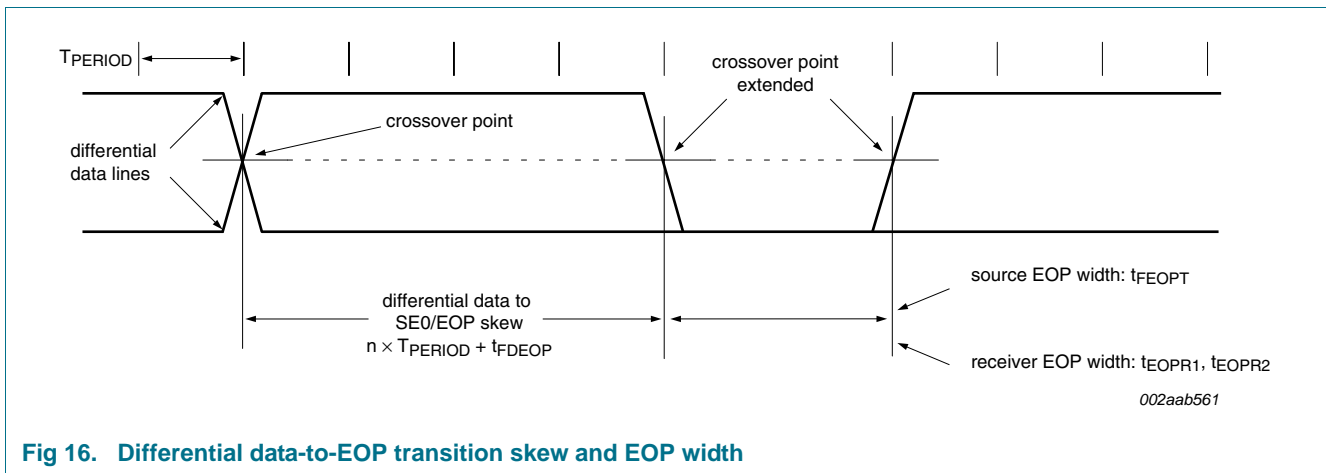 TPERIOD
crossover point
extended
crossover point
differential
data lines
differential data to
SE0/EOP skew
n × TPERIOD + tFDEOP
source EOP width: tFEOPT
receiver EOP width: tEOPR1, tEOPR2
002aab561
Fig 16. Differential data-to-EOP transition skew and EOP width